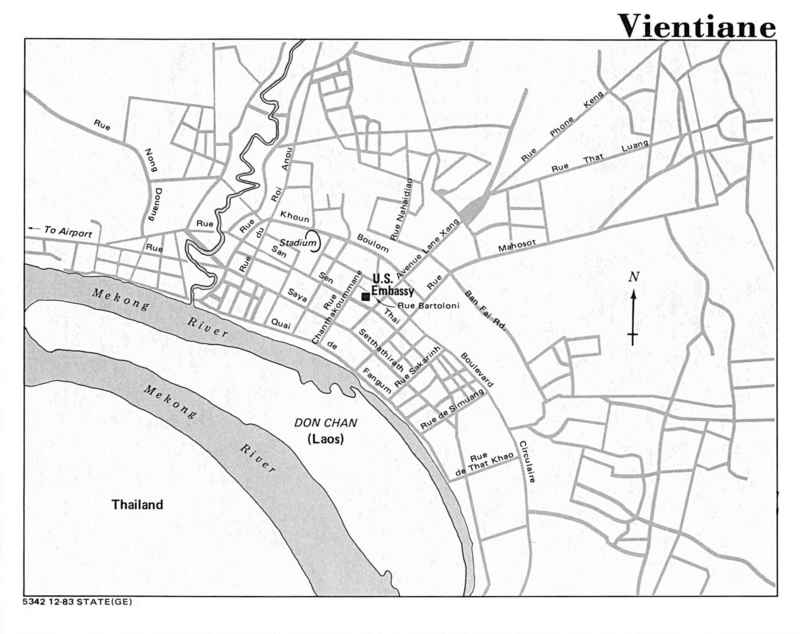 Vientiane
Rue Nong Douang
Rue Phone Keng
Rue That Luang
Roi Anou
Rue Nahaidiao
Khoun Boulom
Rue
Rue du
Stadium
Avenue Lane Xang
Rue Mahosot
← To Airport
Rue
Rue
San
Sen Thai
U.S.
Embassy
Rue Bartoloni
Ban Fai Rd.
N
Mekong River
Saya Setthathirath
Rue Chanthakoummane
Quai de Fangum
Rue Sakarinh
Boulevard Circulaire
Rue de Simuang
Mekong River
DON CHAN
(Laos)
Rue
de That Khao
Thailand
5342 12-83 STATE(GE)